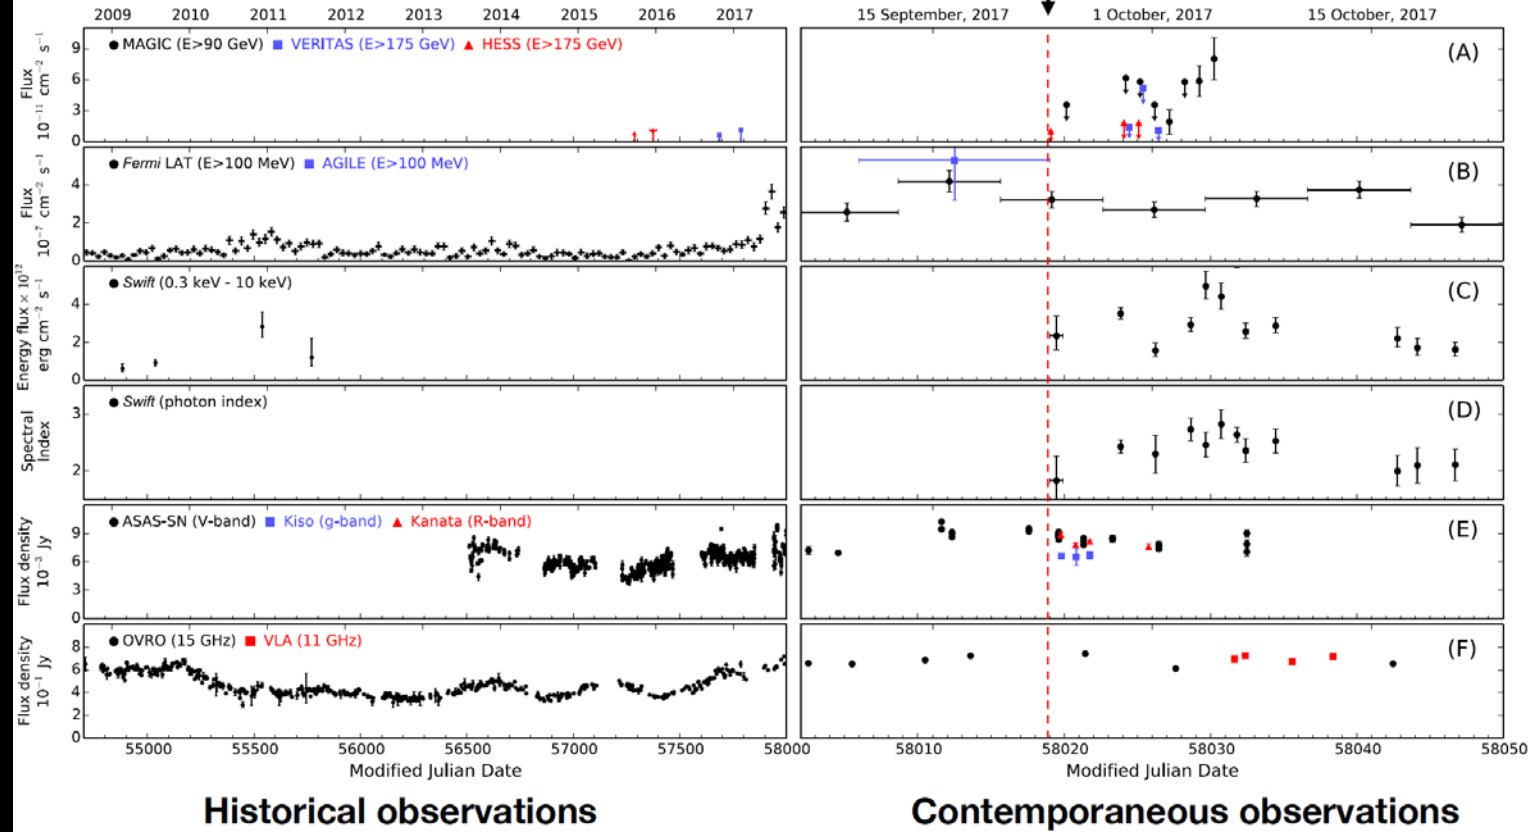 2009 2010 2011 2012 2013 2014 2015 2016 2017
15 September, 2017 1 October, 2017 15 October, 2017
Flux
10⁻¹¹ cm⁻² s⁻¹
9
6
3
0
MAGIC (E>90 GeV) VERITAS (E>175 GeV) HESS (E>175 GeV)
(A)
Flux
10⁻⁷ cm⁻² s⁻¹
4
2
0
Fermi LAT (E>100 MeV) AGILE (E>100 MeV)
(B)
Energy flux × 10¹²
erg cm⁻² s⁻¹
4
2
0
Swift (0.3 keV - 10 keV)
(C)
Spectral
Index
3
2
Swift (photon index)
(D)
Flux density
10⁻³ Jy
9
6
3
0
ASAS-SN (V-band) Kiso (g-band) Kanata (R-band)
(E)
Flux density
10⁻¹ Jy
8
6
4
2
0
OVRO (15 GHz) VLA (11 GHz)
(F)
55000 55500 56000 56500 57000 57500 58000 58010 58020 58030 58040 58050
Modified Julian Date Modified Julian Date
Historical observations Contemporaneous observations